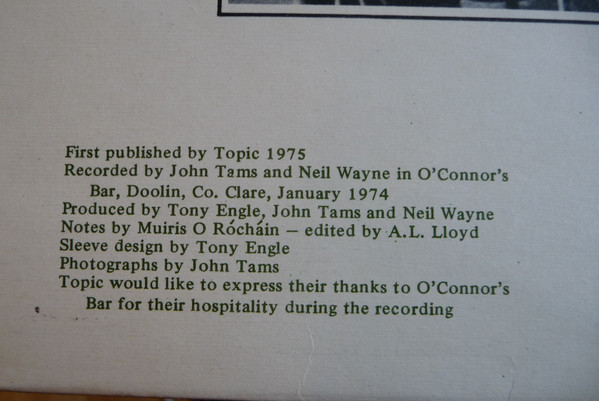 First published by Topic 1975
Recorded by John Tams and Neil Wayne in O'Connor's
Bar, Doolin, Co. Clare, January 1974
Produced by Tony Engle, John Tams and Neil Wayne
Notes by Muiris O Rócháin – edited by A.L. Lloyd
Sleeve design by Tony Engle
Photographs by John Tams
Topic would like to express their thanks to O'Connor's
Bar for their hospitality during the recording